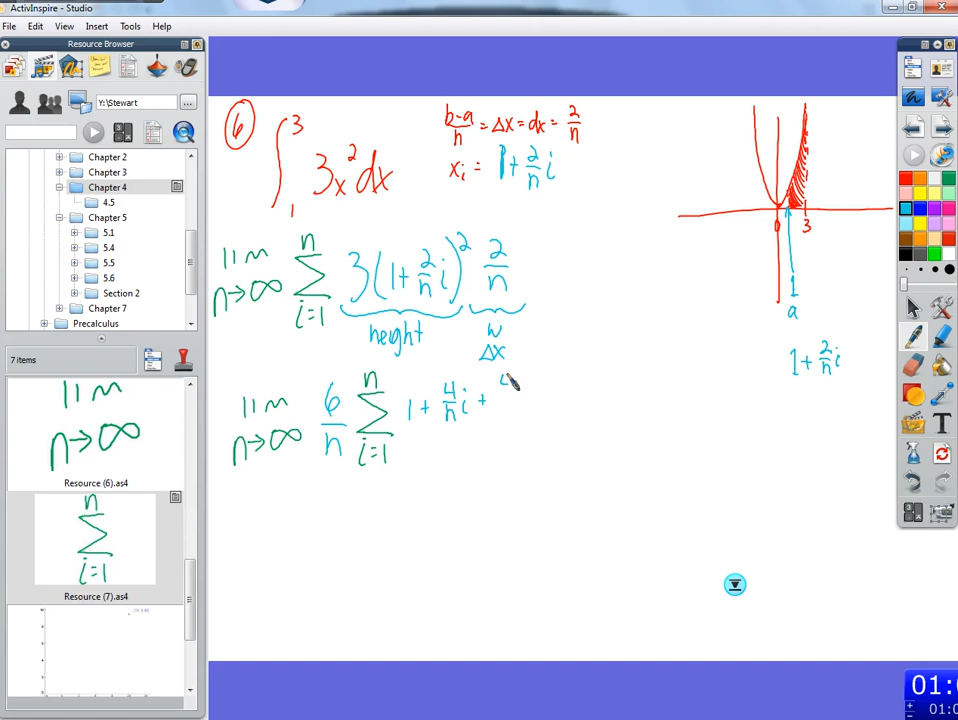 ActivInspire - Studio
File Edit View Insert Tools Help
Resource Browser
Y:\Stewart
...
Chapter 2
Chapter 3
Chapter 4
4.5
Chapter 5
5.1
5.4
5.5
5.6
Section 2
Chapter 7
Precalculus
7 items
lim
n→∞
Resource (6).as4
n
∑
i=1
Resource (7).as4
6
∫₁³ 3x² dx
b-a/n = Δx = dx = 2/n
xᵢ = 1 + 2/n i
0 3
1
a
1 + 2/n i
lim n→∞ n ∑ i=1 3(1 + 2/n i)² 2/n
height w
Δx
lim n→∞ 6/n n ∑ i=1 1 + 4/n i +
T
01:
01: